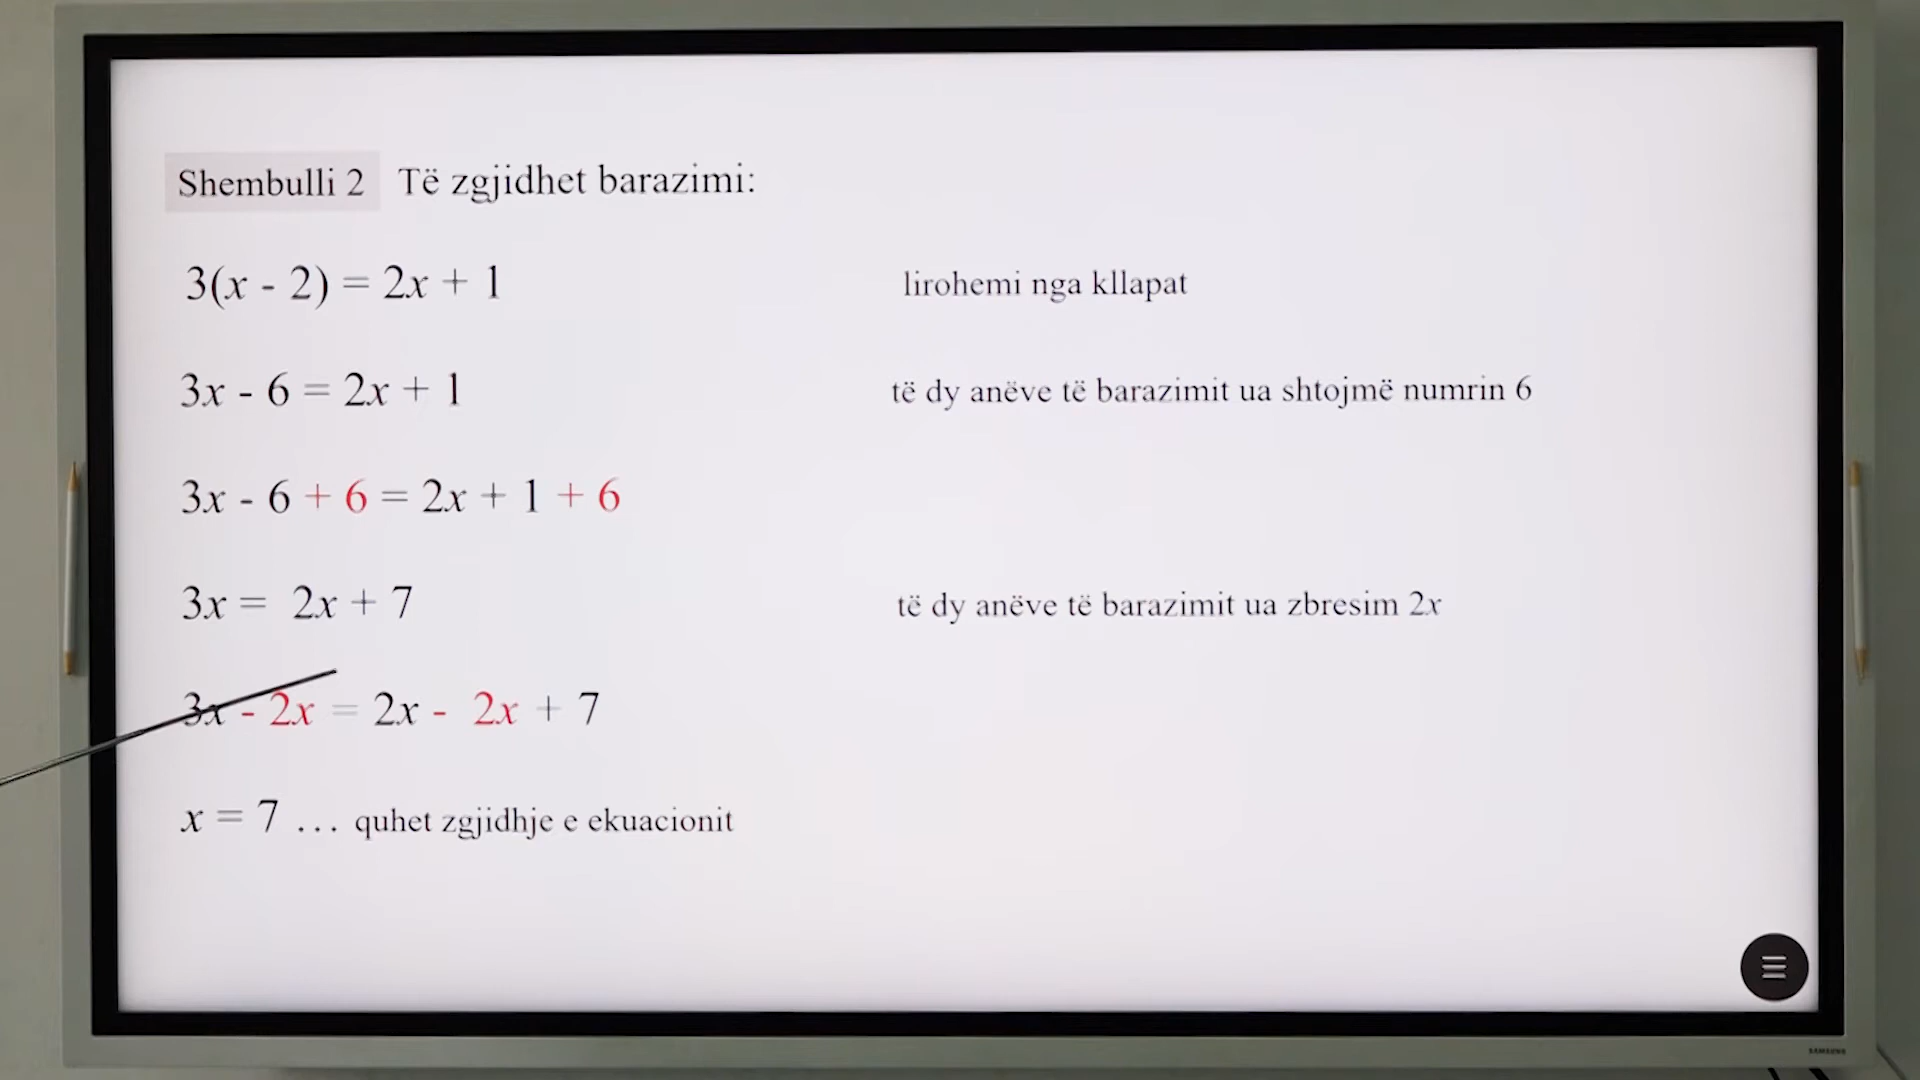 Shembulli 2 Të zgjidhet barazimi:
3(x - 2) = 2x + 1 lirohemi nga kllapat
3x - 6 = 2x + 1 të dy anëve të barazimit ua shtojmë numrin 6
3x - 6 + 6 = 2x + 1 + 6
3x = 2x + 7 të dy anëve të barazimit ua zbresim 2x
3x - 2x = 2x - 2x + 7
x = 7 ... quhet zgjidhje e ekuacionit
SAMSUNG